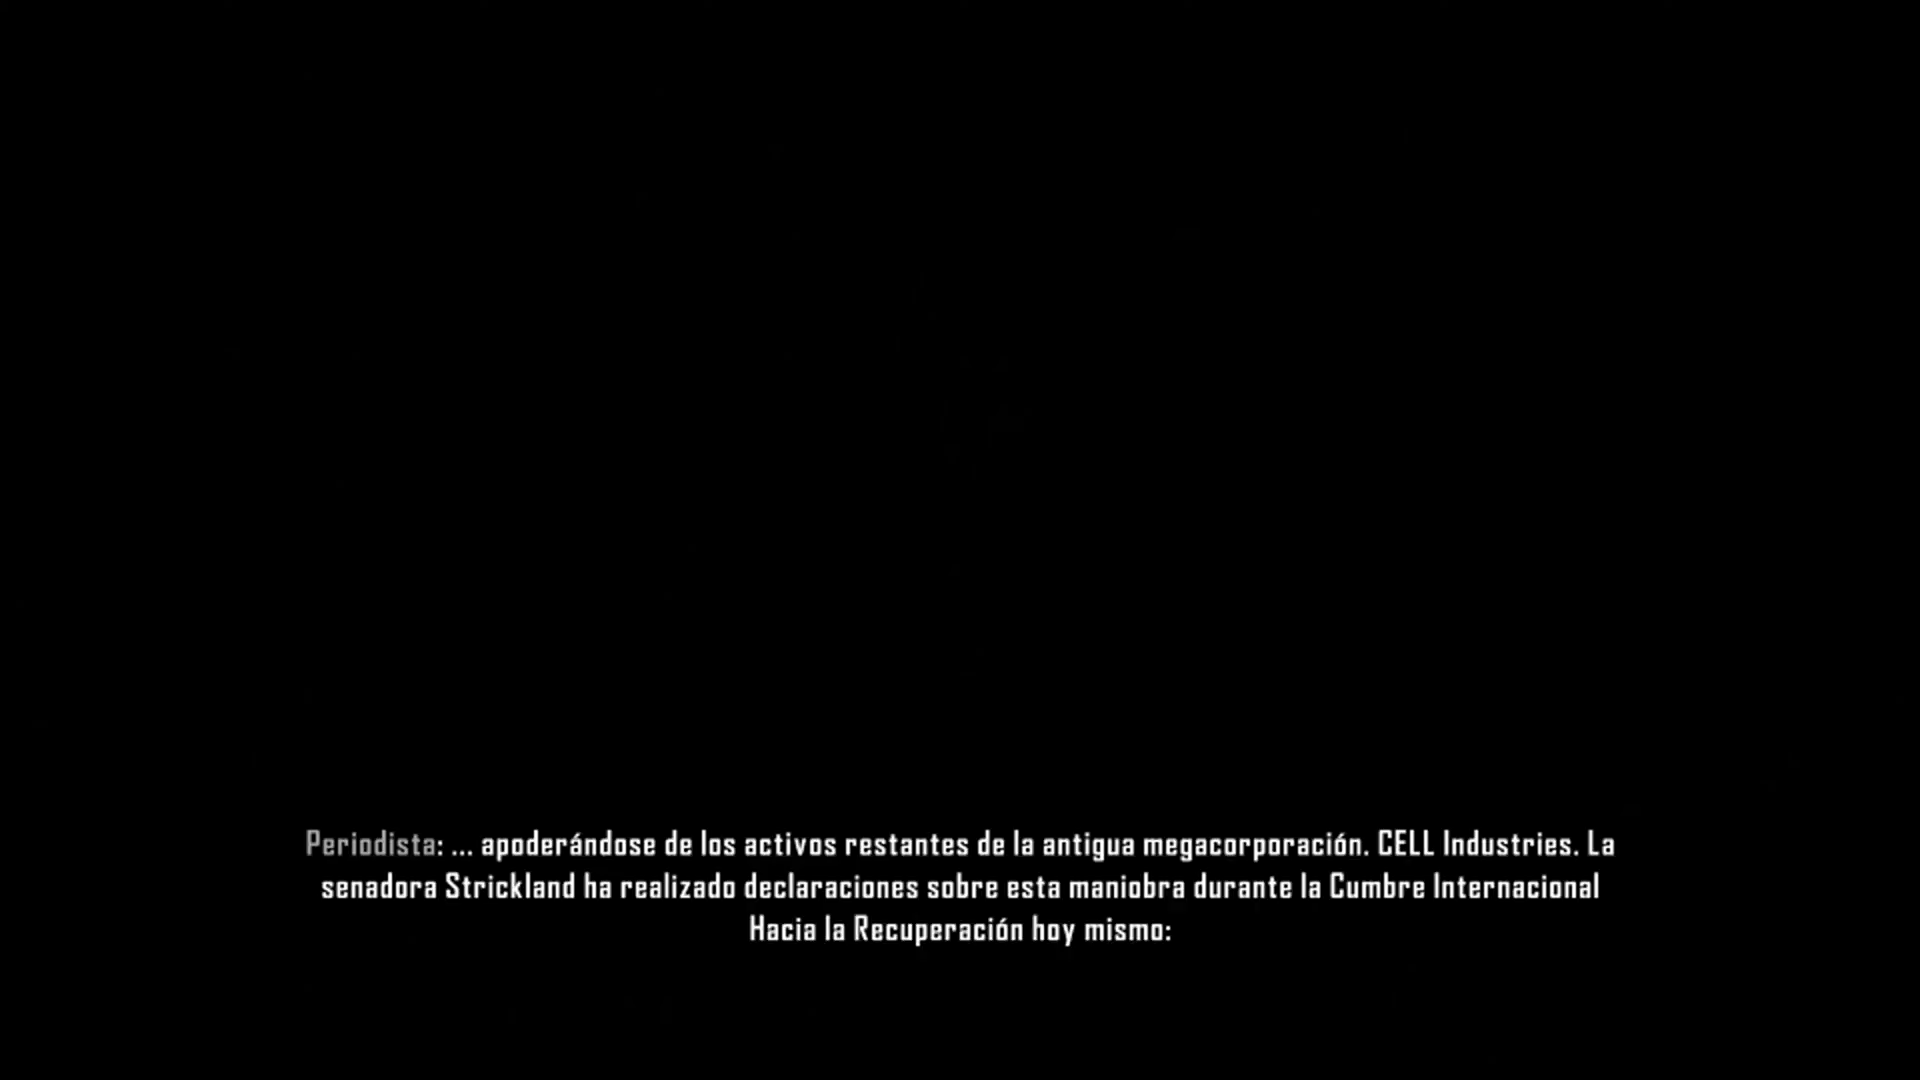 Periodista: ... apoderándose de los activos restantes de la antigua megacorporación. CELL Industries. La
senadora Strickland ha realizado declaraciones sobre esta maniobra durante la Cumbre Internacional
Hacia la Recuperación hoy mismo: